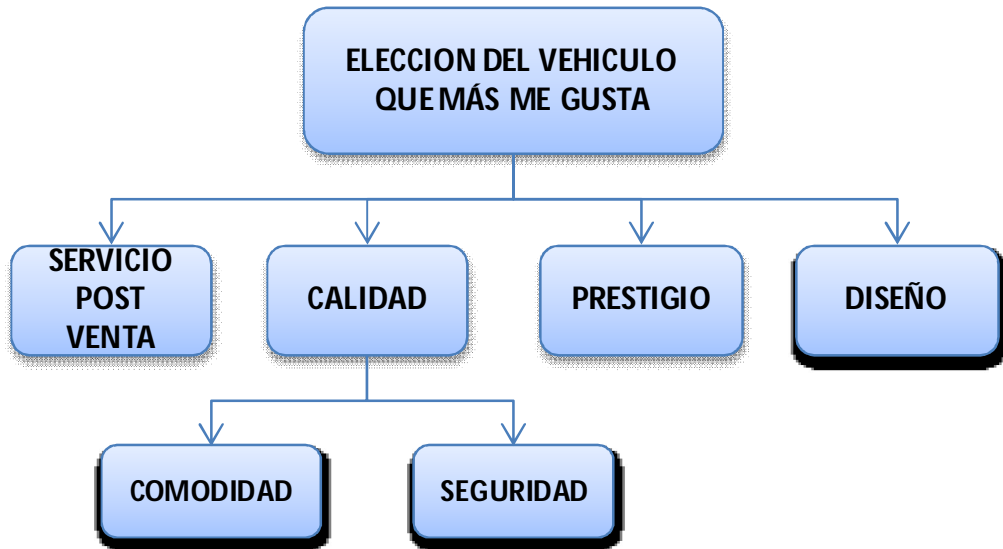 ELECCION DEL VEHICULO
QUE MÁS ME GUSTA
SERVICIO
POST
VENTA
CALIDAD
PRESTIGIO
DISEÑO
COMODIDAD
SEGURIDAD